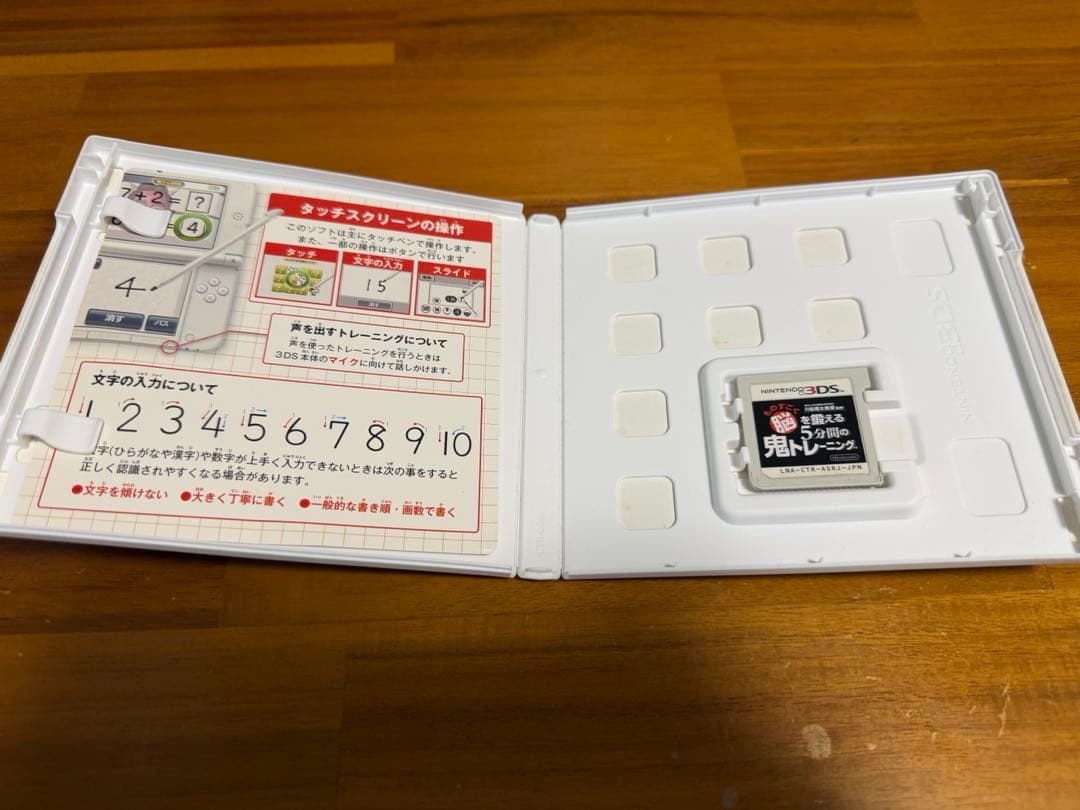 7+2=?
4
4
消す
パス
タッチスクリーンの操作
このソフトは主にタッチペンで操作します。
また、一部の操作はボタンで行います
タッチ
文字の入力
スライド
15
消す
声を出すトレーニングについて
声を使ったトレーニングを行うときは
3DS本体のマイクに向けて話しかけます。
文字の入力について
1 2 3 4 5 6 7 8 9 10
字(ひらがなや漢字)や数字が上手く入力できないときは次の事をすると
正しく認識されやすくなる場合があります。
●文字を傾けない ●大きく丁寧に書く ●一般的な書き順・画数で書く
NINTENDO 3DS™
ものすごく
脳を鍛える
5分間の
鬼トレーニング
Nintendo
LNA-CTR-ASRJ-JPN